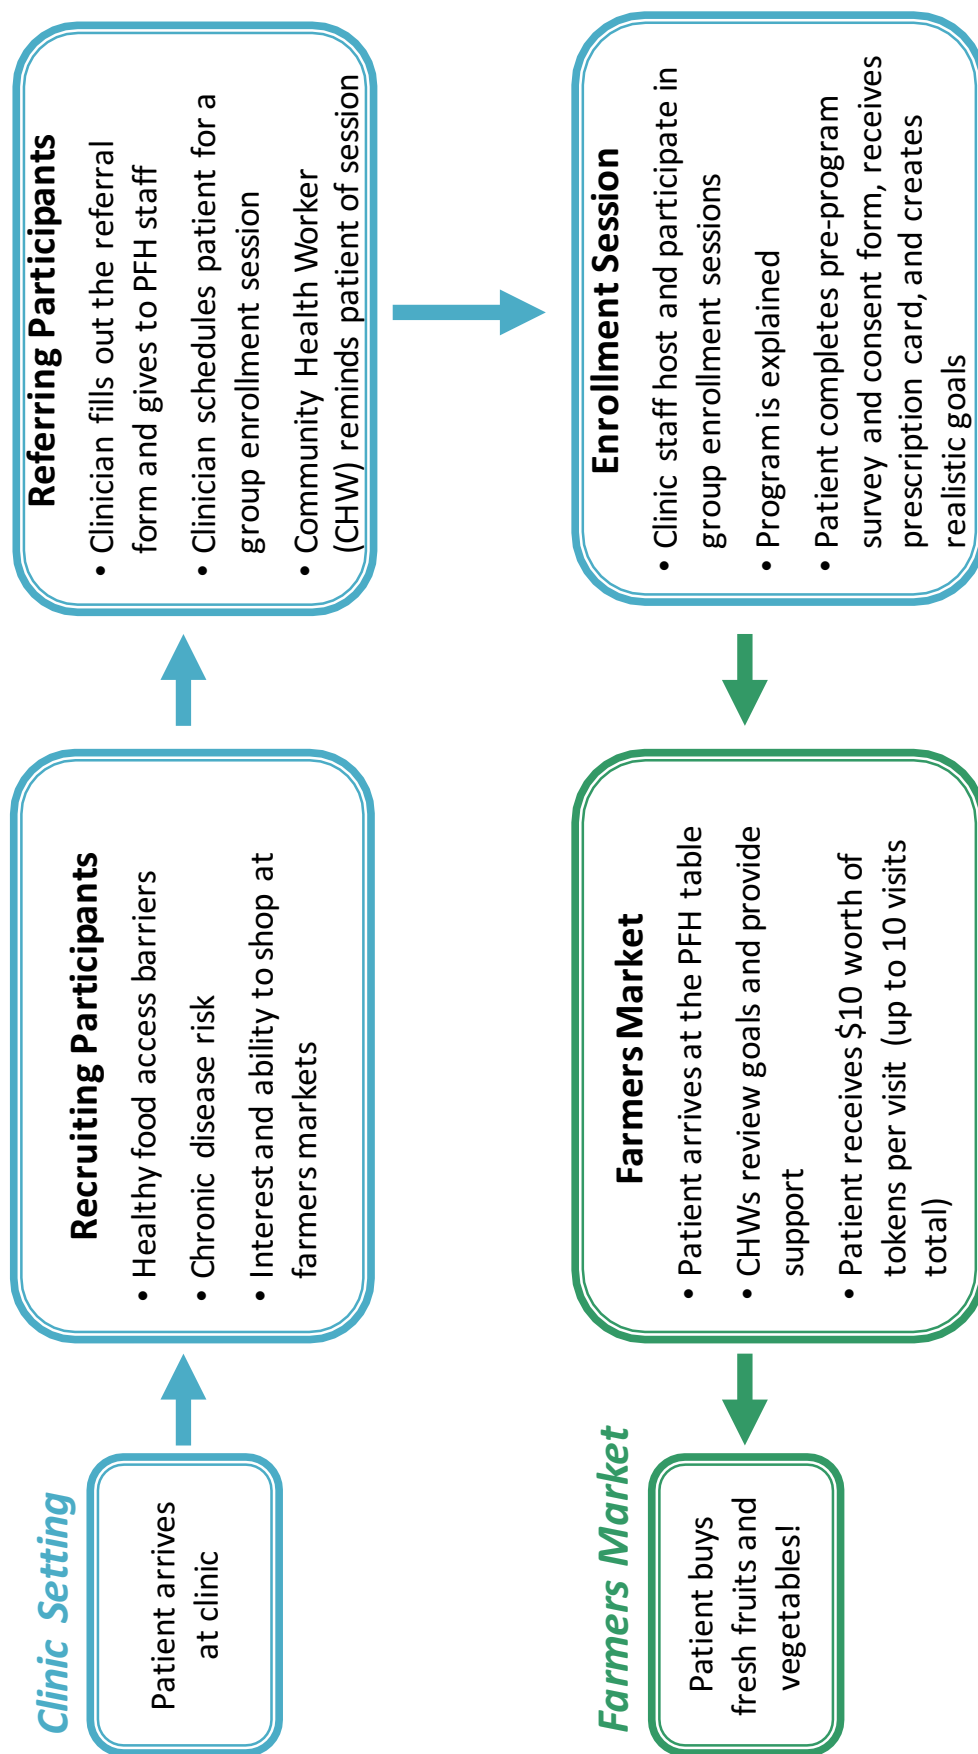 Clinic Setting
Patient arrives
at clinic
Recruiting Participants
• Healthy food access barriers
• Chronic disease risk
• Interest and ability to shop at
farmers markets
Referring Participants
• Clinician fills out the referral
form and gives to PFH staff
• Clinician schedules patient for a
group enrollment session
• Community Health Worker
(CHW) reminds patient of session
Enrollment Session
• Clinic staff host and participate in
group enrollment sessions
• Program is explained
• Patient completes pre-program
survey and consent form, receives
prescription card, and creates
realistic goals
Farmers Market
• Patient arrives at the PFH table
• CHWs review goals and provide
support
• Patient receives $10 worth of
tokens per visit (up to 10 visits
total)
Farmers Market
Patient buys
fresh fruits and
vegetables!